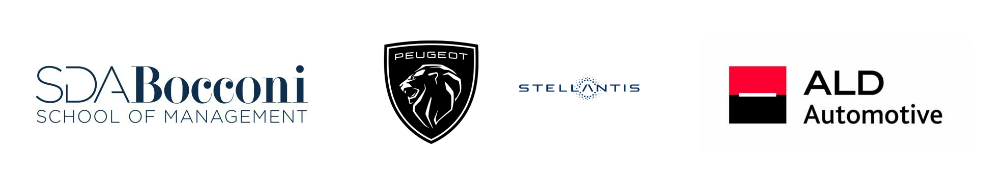 SDABocconi
SCHOOL OF MANAGEMENT
PEUGEOT
STELLANTIS
ALD
Automotive